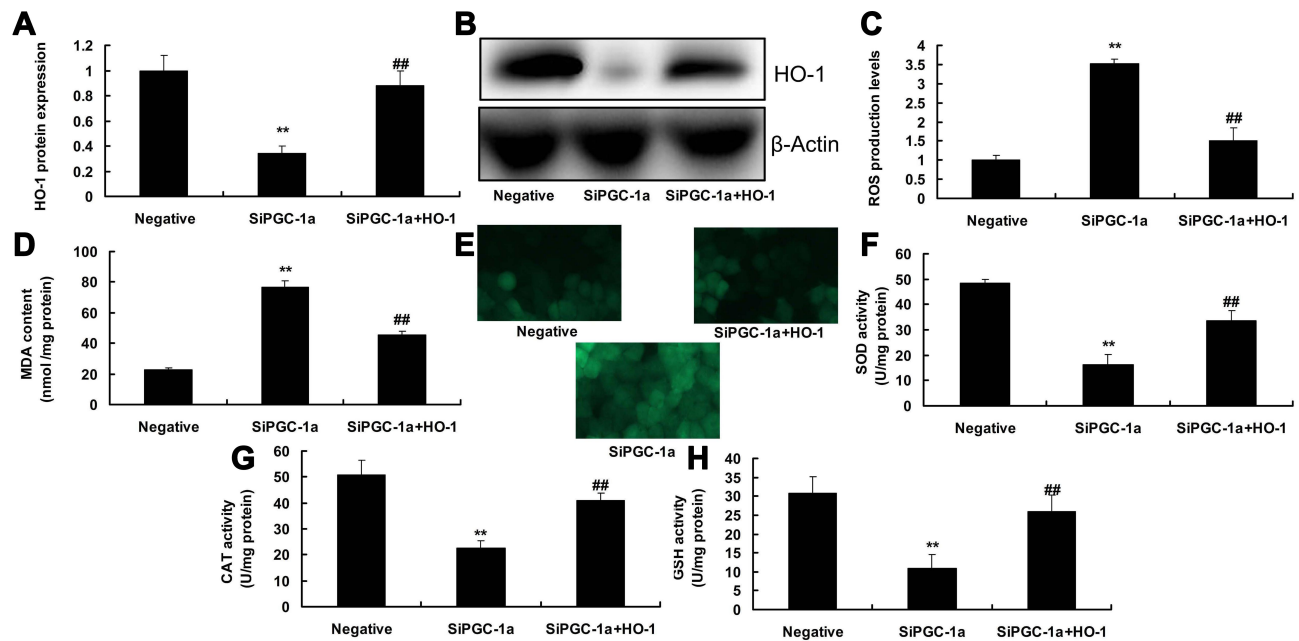 A
HO-1 protein expression
1.2
1
0.8
0.6
0.4
0.2
0
**
##
Negative
SiPGC-1a
SiPGC-1a+HO-1
B
HO-1
β-Actin
Negative
SiPGC-1a
SiPGC-1a+HO-1
C
ROS production levels
4
3.5
3
2.5
2
1.5
1
0.5
**
##
Negative
SiPGC-1a
SiPGC-1a+HO-1
D
MDA content
(nmol /mg protein)
100
80
60
40
20
0
**
##
Negative
SiPGC-1a
SiPGC-1a+HO-1
E
Negative
SiPGC-1a+HO-1
SiPGC-1a
F
SOD activity
(U/mg protein)
60
50
40
30
20
10
0
**
##
Negative
SiPGC-1a
SiPGC-1a+HO-1
G
CAT activity
(U/mg protein)
60
50
40
30
20
10
0
**
##
Negative
SiPGC-1a
SiPGC-1a+HO-1
H
GSH activity
(U/mg protein)
40
35
30
25
20
15
10
5
0
**
##
Negative
SiPGC-1a
SiPGC-1a+HO-1